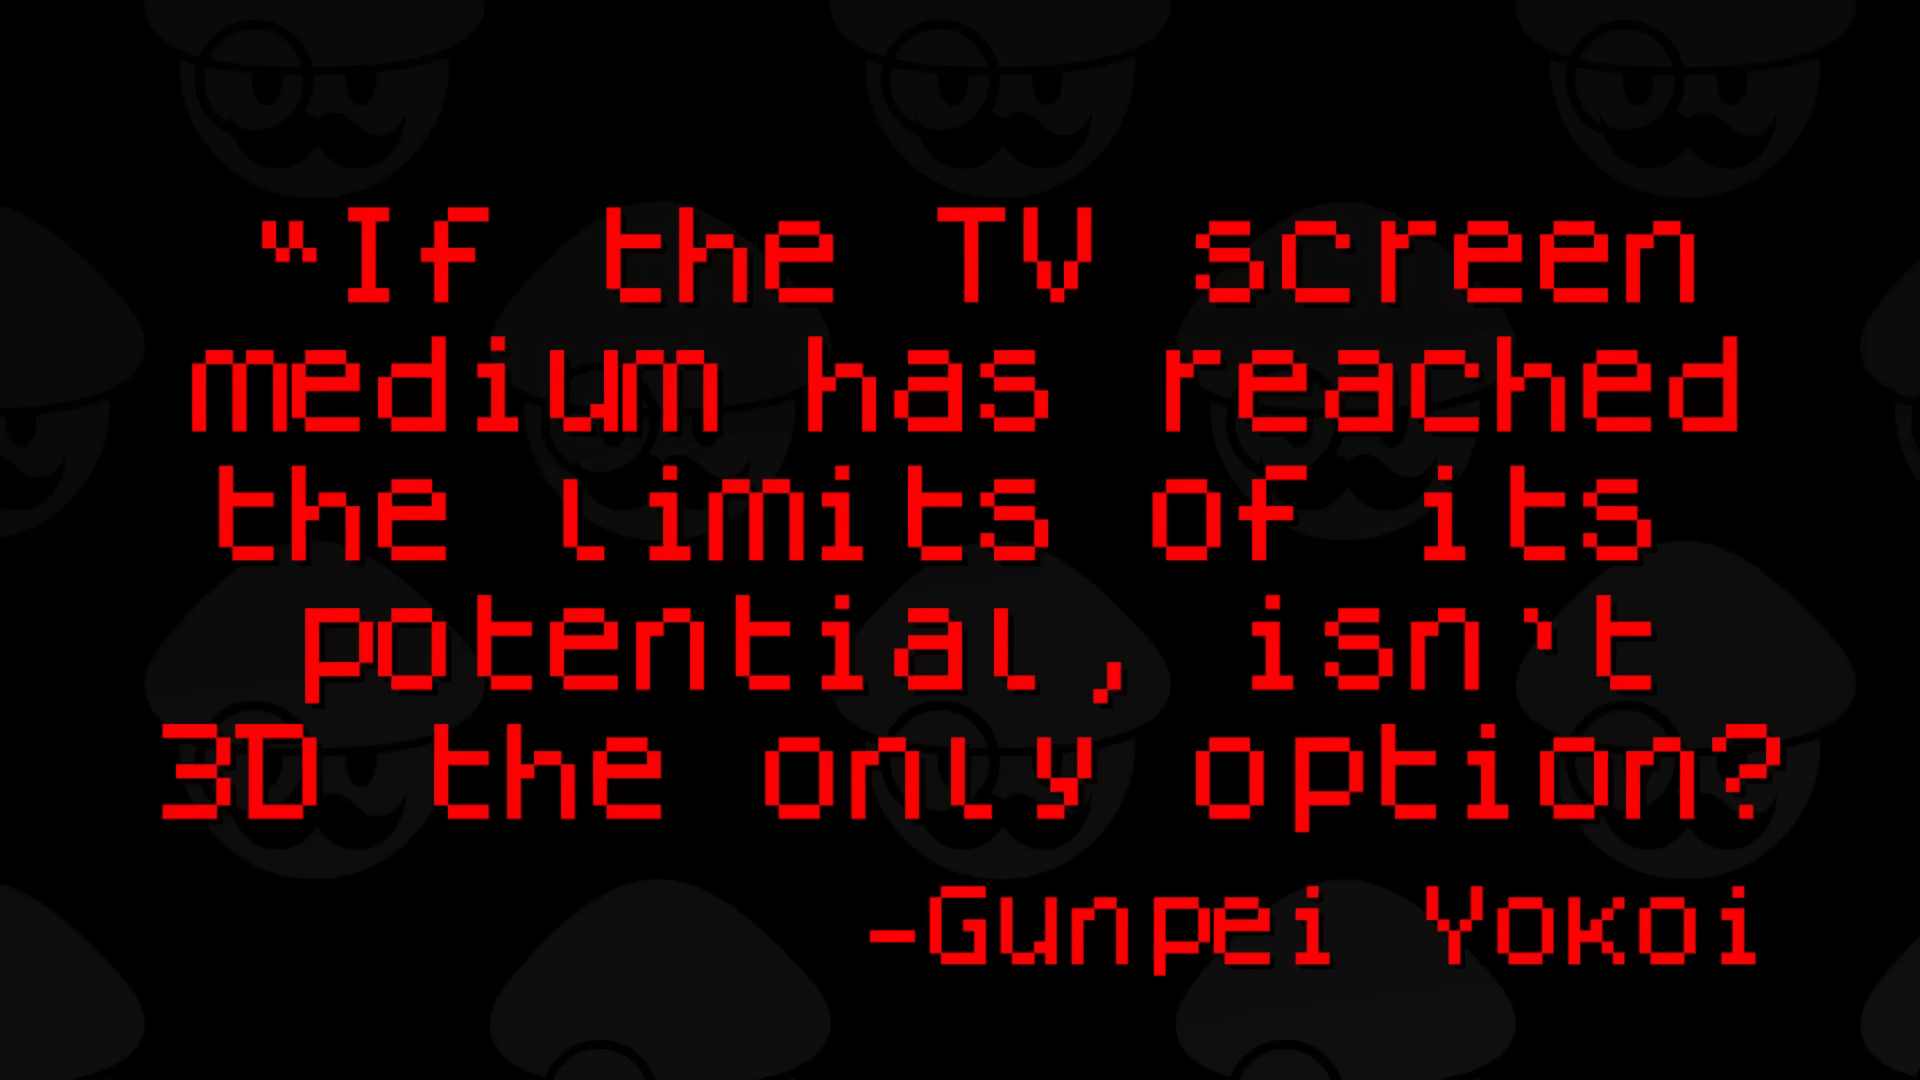 "If the TV screen
medium has reached
the limits of its
potential, isn't
3D the only option?
-Gunpei Yokoi